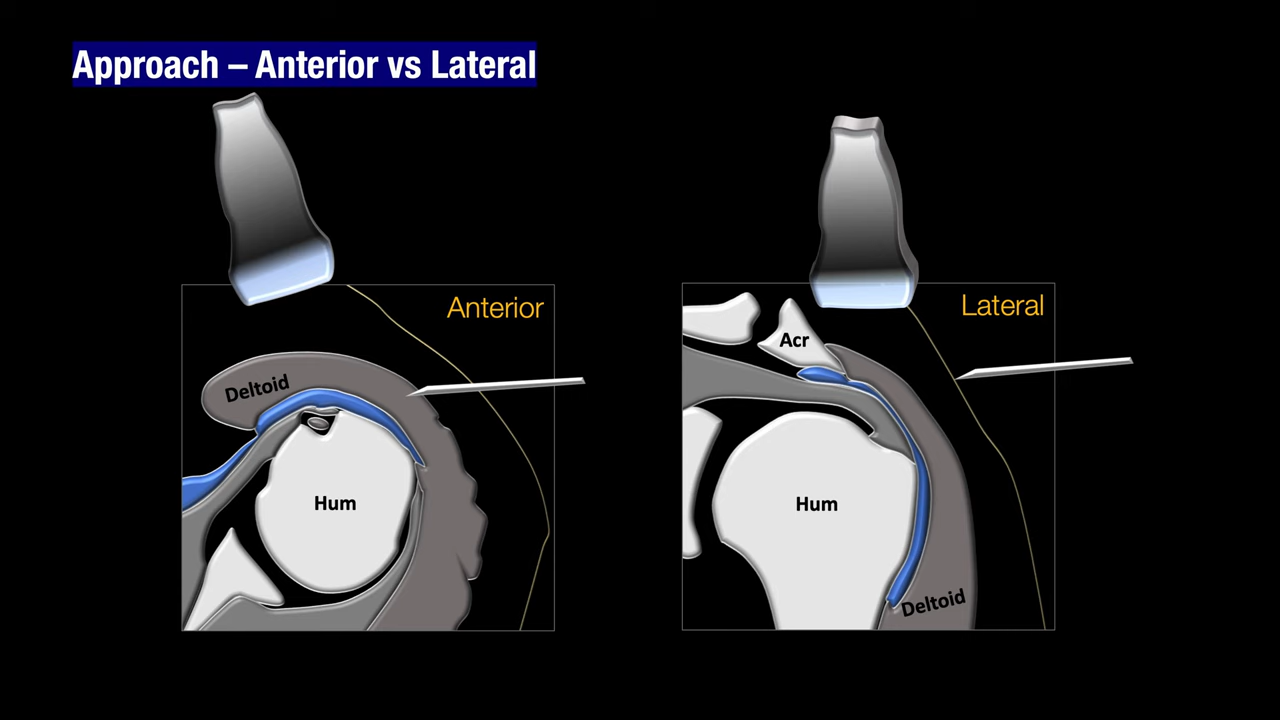 Approach – Anterior vs Lateral
Anterior
Deltoid
Hum
Lateral
Acr
Hum
Deltoid